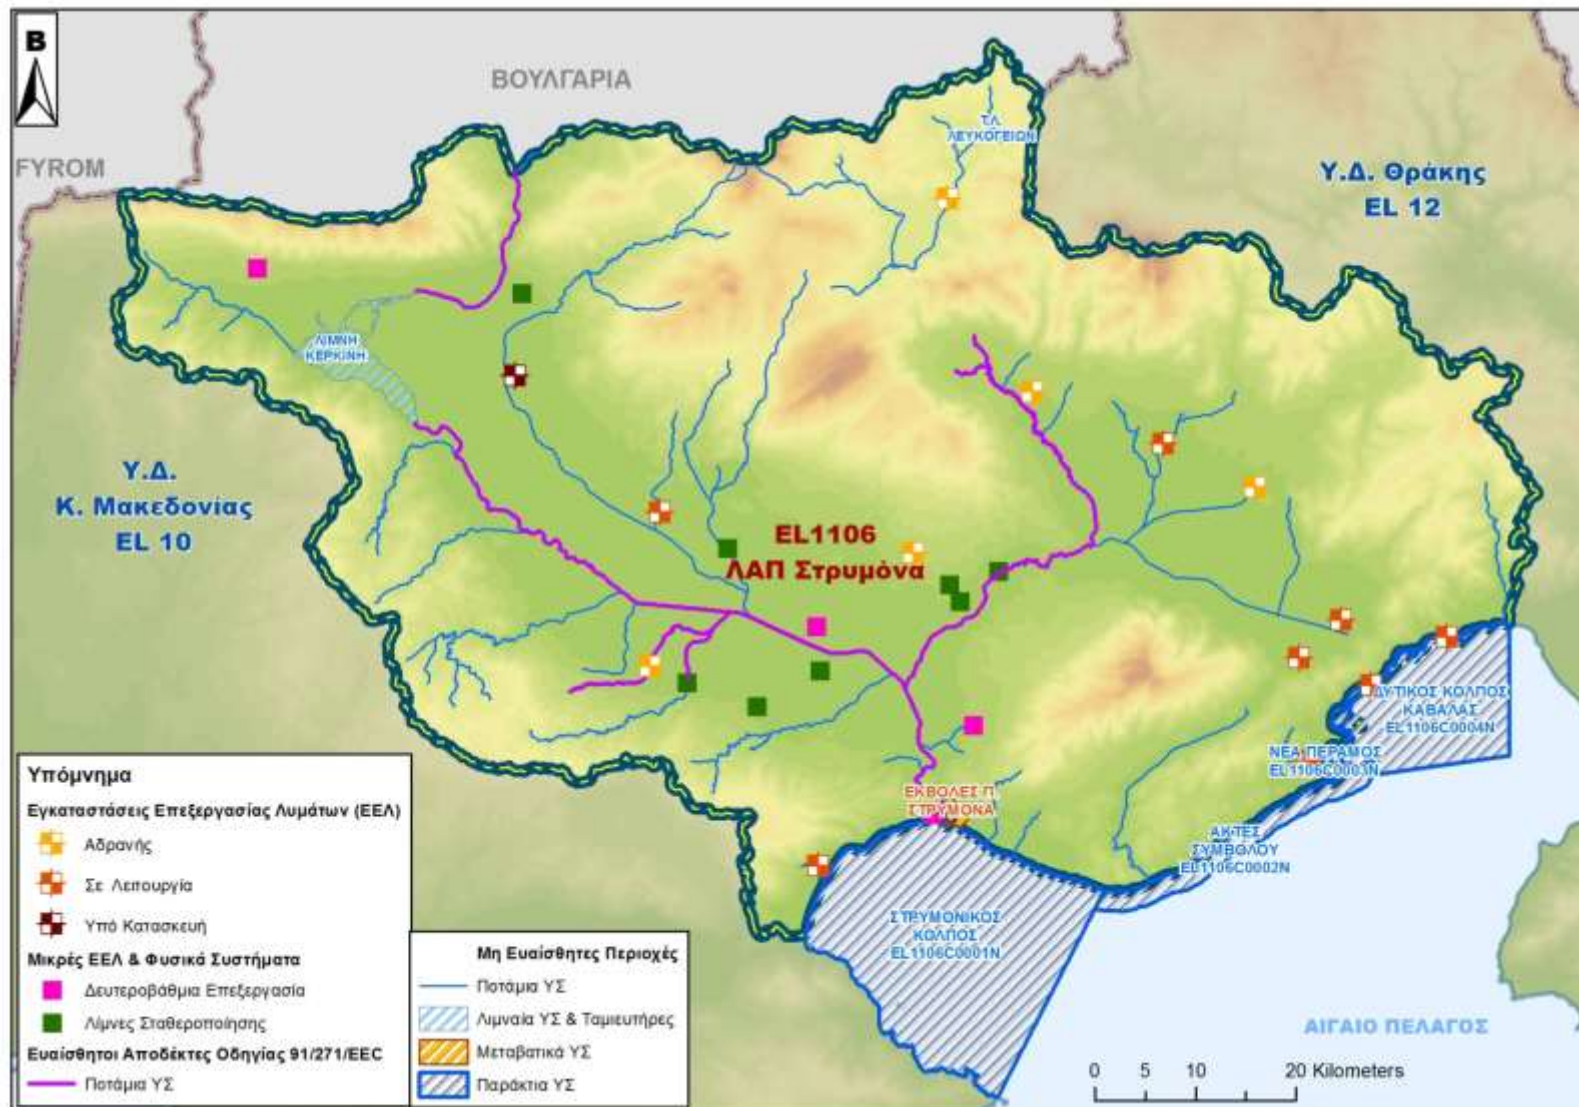 Β
ΒΟΥΛΓΑΡΙΑ
FYROM
Τ.Λ.
ΛΕΥΚΟΓΕΙΩΝ
Υ.Δ. Θράκης
EL 12
ΛΙΜΝΗ
ΚΕΡΚΙΝΗ
Υ.Δ.
Κ. Μακεδονίας
EL 10
EL1106
ΛΑΠ Στρυμόνα
ΔΥΤΙΚΟΣ ΚΟΛΠΟΣ
ΚΑΒΑΛΑΣ
EL1106C0004N
ΝΕΑ ΠΕΡΑΜΟΣ
EL1106C0003N
ΕΚΒΟΛΕΣ Π.
ΣΤΡΥΜΟΝΑ
ΑΚΤΕΣ
ΣΥΜΒΟΛΟΥ
EL1106C0002N
ΣΤΡΥΜΟΝΙΚΟΣ
ΚΟΛΠΟΣ
EL1106C0001N
ΑΙΓΑΙΟ ΠΕΛΑΓΟΣ
0 5 10 20 Kilometers
Υπόμνημα
Εγκαταστάσεις Επεξεργασίας Λυμάτων (ΕΕΛ)
Αδρανής
Σε Λειτουργία
Υπό Κατασκευή
Μικρές ΕΕΛ & Φυσικά Συστήματα
Δευτεροβάθμια Επεξεργασία
Λίμνες Σταθεροποίησης
Ευαίσθητοι Αποδέκτες Οδηγίας 91/271/EEC
Ποτάμια ΥΣ
Μη Ευαίσθητες Περιοχές
Ποτάμια ΥΣ
Λιμναία ΥΣ & Ταμιευτήρες
Μεταβατικά ΥΣ
Παράκτια ΥΣ